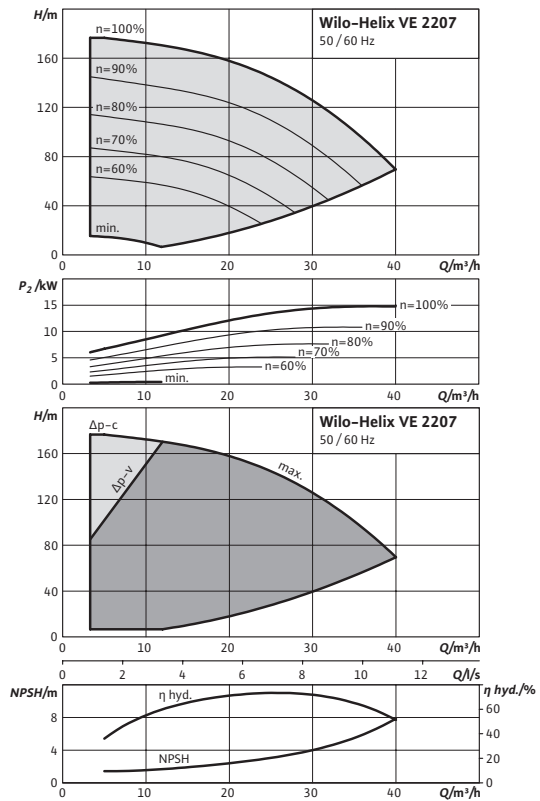 H/m
Wilo-Helix VE 2207
50 / 60 Hz
n=100%
160
n=90%
120
n=80%
n=70%
80
n=60%
40
min.
0
0 10 20 30 40 Q/m³/h
P2 /kW
15
n=100%
n=90%
10
n=80%
n=70%
5
n=60%
min.
0
0 10 20 30 40 Q/m³/h
H/m
Wilo-Helix VE 2207
50 / 60 Hz
Δp-c
160
max.
Δp-v
120
80
40
0
0 10 20 30 40 Q/m³/h
0 2 4 6 8 10 12 Q/l/s
NPSH/m
η hyd./%
η hyd.
60
8
40
4
NPSH
20
0
0
0 10 20 30 40 Q/m³/h